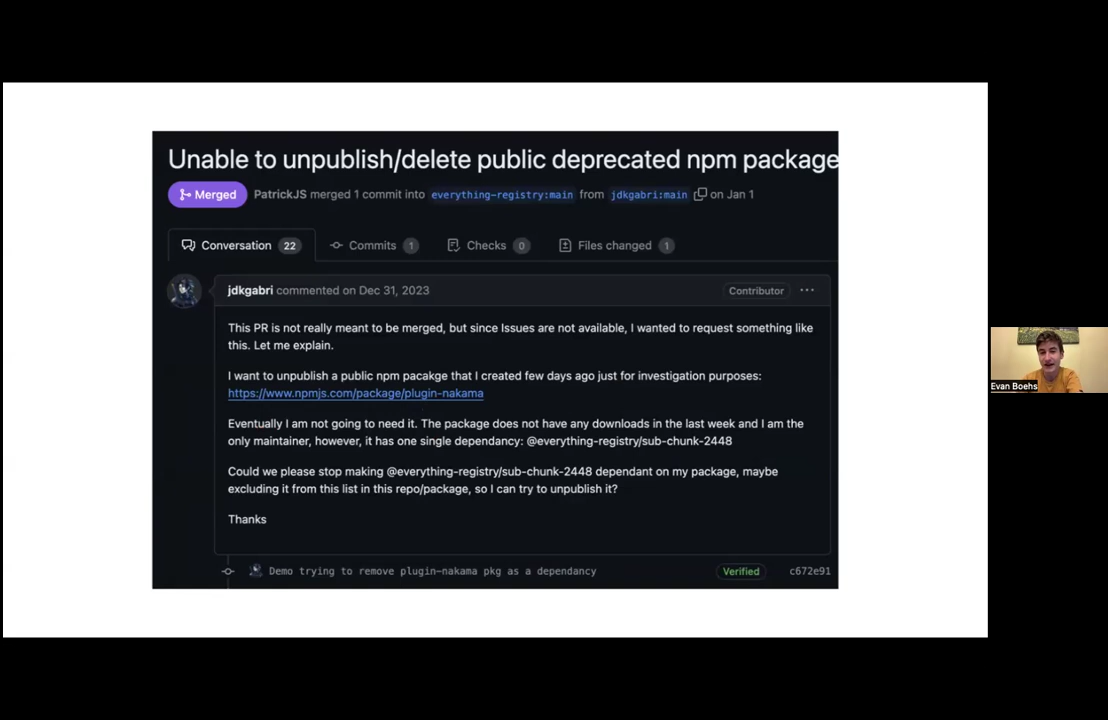 Unable to unpublish/delete public deprecated npm package
Merged PatrickJS merged 1 commit into everything-registry:main from jdkgabri:main on Jan 1
Conversation 22 Commits 1 Checks 0 Files changed 1
jdkgabri commented on Dec 31, 2023 Contributor ...
This PR is not really meant to be merged, but since Issues are not available, I wanted to request something like
this. Let me explain.
I want to unpublish a public npm pacakge that I created few days ago just for investigation purposes:
https://www.npmjs.com/package/plugin-nakama
Eventually I am not going to need it. The package does not have any downloads in the last week and I am the
only maintainer, however, it has one single dependancy: @everything-registry/sub-chunk-2448
Could we please stop making @everything-registry/sub-chunk-2448 dependant on my package, maybe
excluding it from this list in this repo/package, so I can try to unpublish it?
Thanks
Demo trying to remove plugin-nakama pkg as a dependancy Verified c672e91
Evan Boehs